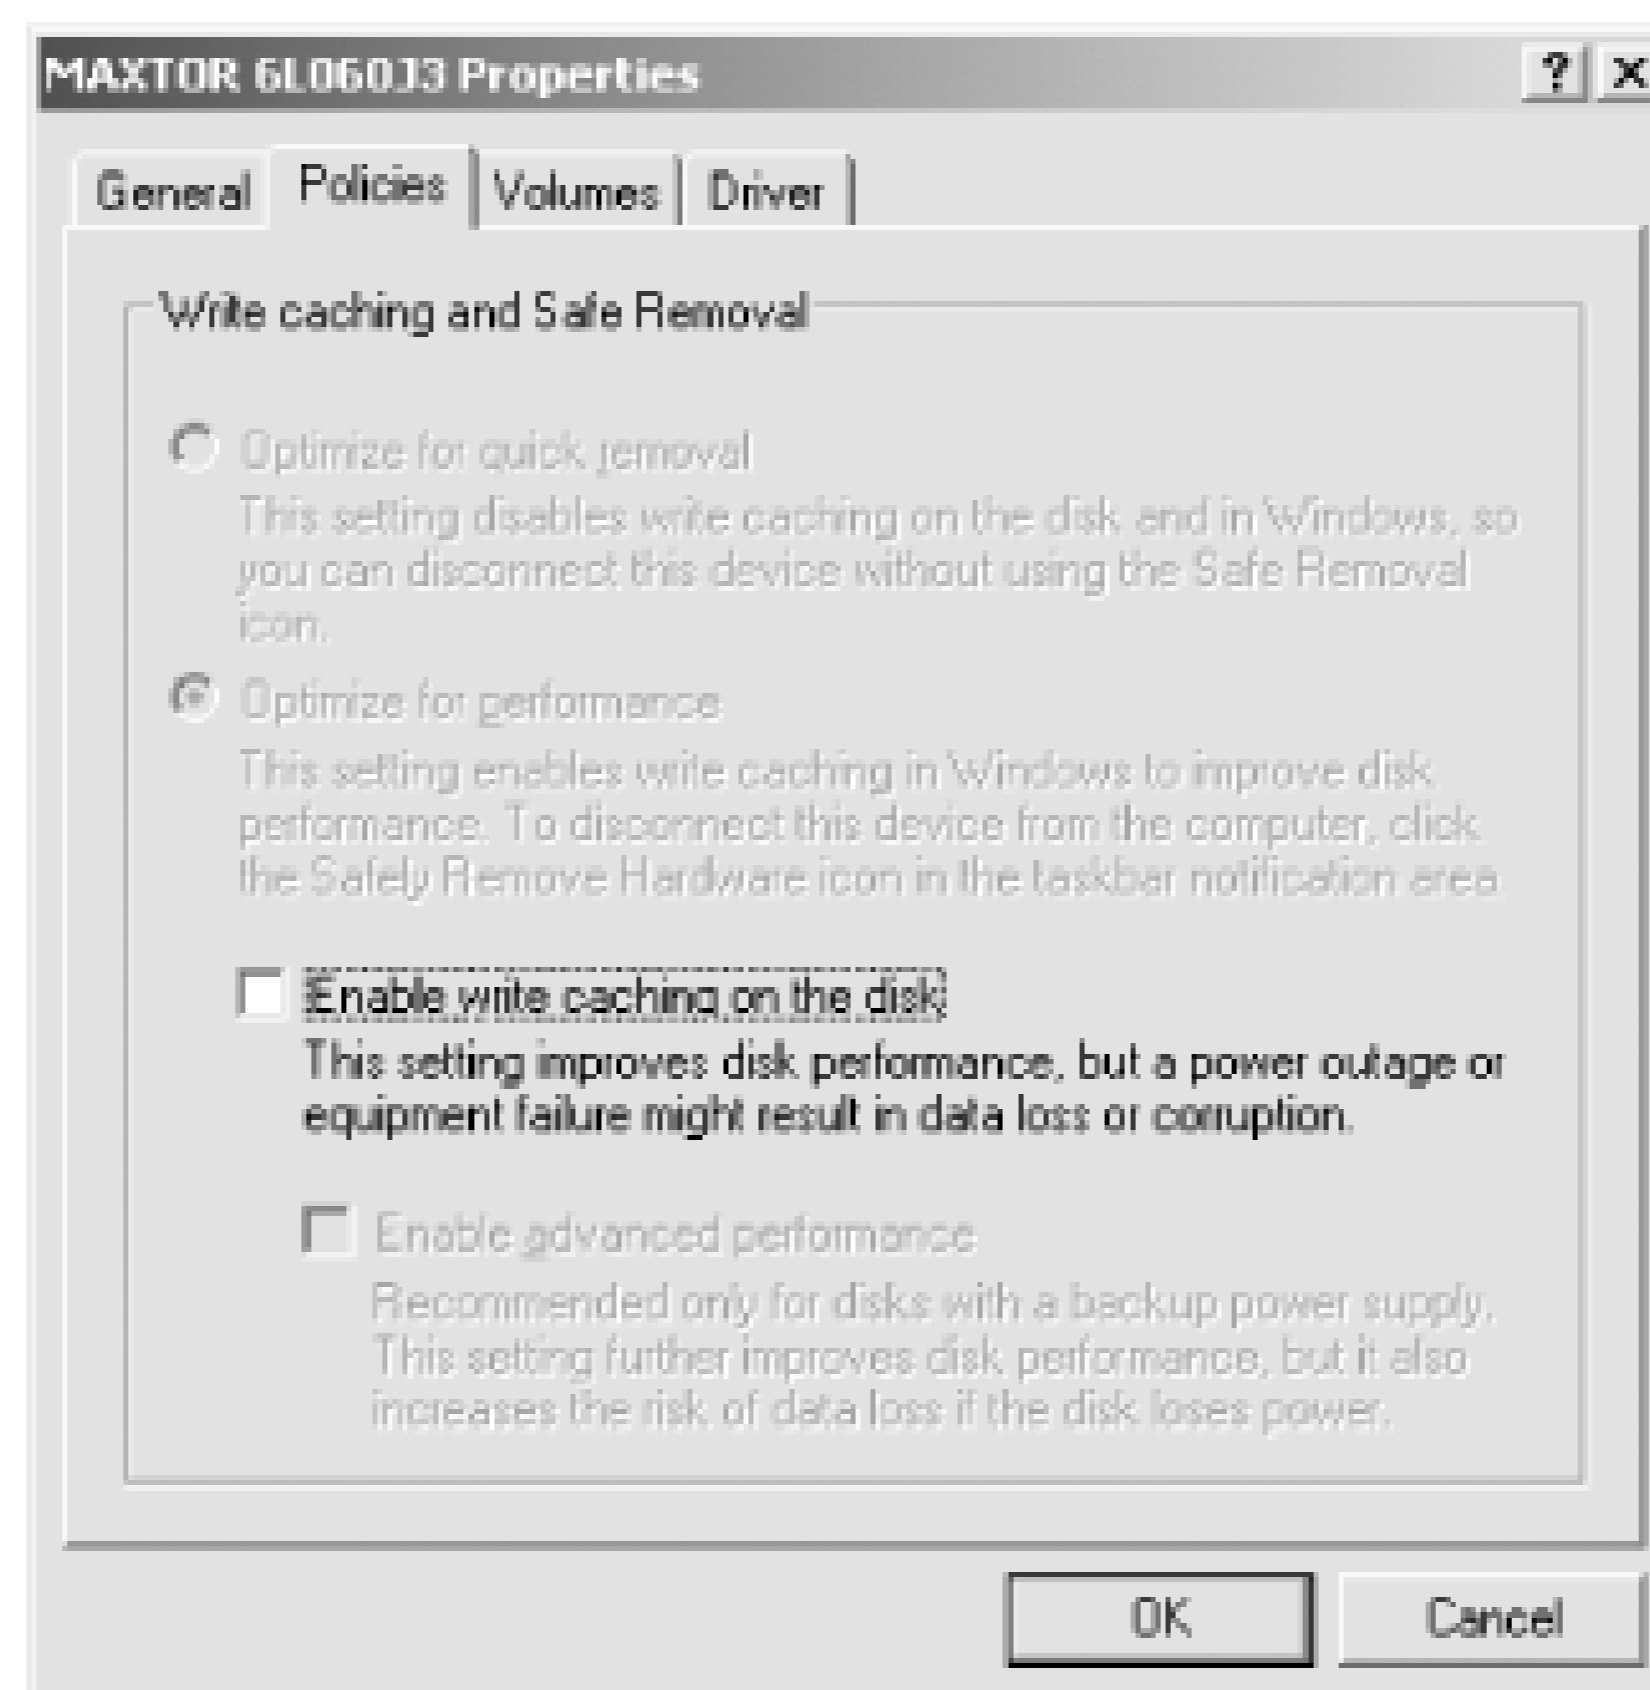 MAXTOR 6L060J3 Properties
? X
General Policies Volumes Driver
Write caching and Safe Removal
Optimize for quick removal
This setting disables write caching on the disk and in Windows, so
you can disconnect this device without using the Safe Removal
icon.
Optimize for performance
This setting enables write caching in Windows to improve disk
performance. To disconnect this device from the computer, click
the Safely Remove Hardware icon in the taskbar notification area.
Enable write caching on the disk
This setting improves disk performance, but a power outage or
equipment failure might result in data loss or corruption.
Enable advanced performance
Recommended only for disks with a backup power supply.
This setting further improves disk performance, but it also
increases the risk of data loss if the disk loses power.
OK Cancel